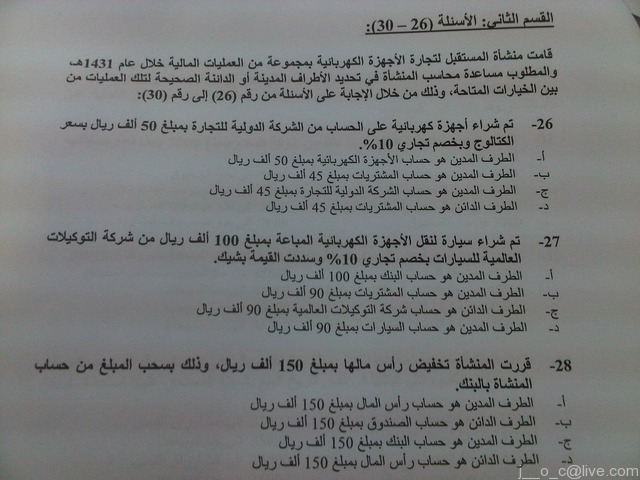 القسم الثاني: الأسئلة (26 – 30):
قامت منشأة المستقبل لتجارة الأجهزة الكهربائية بمجموعة من العمليات المالية خلال عام 1431هـ
والمطلوب مساعدة محاسب المنشأة في تحديد الأطراف المدينة أو الدائنة الصحيحة لتلك العمليات من
بين الخيارات المتاحة، وذلك من خلال الإجابة على الأسئلة من رقم (26) إلى رقم (30):
26- تم شراء أجهزة كهربائية على الحساب من الشركة الدولية للتجارة بمبلغ 50 ألف ريال بسعر
الكتالوج وبخصم تجاري 10%.
أ- الطرف المدين هو حساب الأجهزة الكهربائية بمبلغ 50 ألف ريال
ب- الطرف المدين هو حساب المشتريات بمبلغ 45 ألف ريال
ج- الطرف المدين هو حساب الشركة الدولية للتجارة بمبلغ 45 ألف ريال
د- الطرف الدائن هو حساب المشتريات بمبلغ 45 ألف ريال
27- تم شراء سيارة لنقل الأجهزة الكهربائية المباعة بمبلغ 100 ألف ريال من شركة التوكيلات
العالمية للسيارات بخصم تجاري 10% وسددت القيمة بشيك.
أ- الطرف المدين هو حساب البنك بمبلغ 100 ألف ريال
ب- الطرف المدين هو حساب المشتريات بمبلغ 90 ألف ريال
ج- الطرف الدائن هو حساب شركة التوكيلات العالمية بمبلغ 90 ألف ريال
د- الطرف المدين هو حساب السيارات بمبلغ 90 ألف ريال
28- قررت المنشأة تخفيض رأس مالها بمبلغ 150 ألف ريال، وذلك بسحب المبلغ من حساب
المنشاة بالبنك.
أ- الطرف المدين هو حساب رأس المال بمبلغ 150 ألف ريال
ب- الطرف الدائن هو حساب الصندوق بمبلغ 150 ألف ريال
ج- الطرف المدين هو حساب البنك بمبلغ 150 ألف ريال
د- الطرف الدائن هو حساب رأس المال بمبلغ 150 ألف ريال
j__o_c@live.com